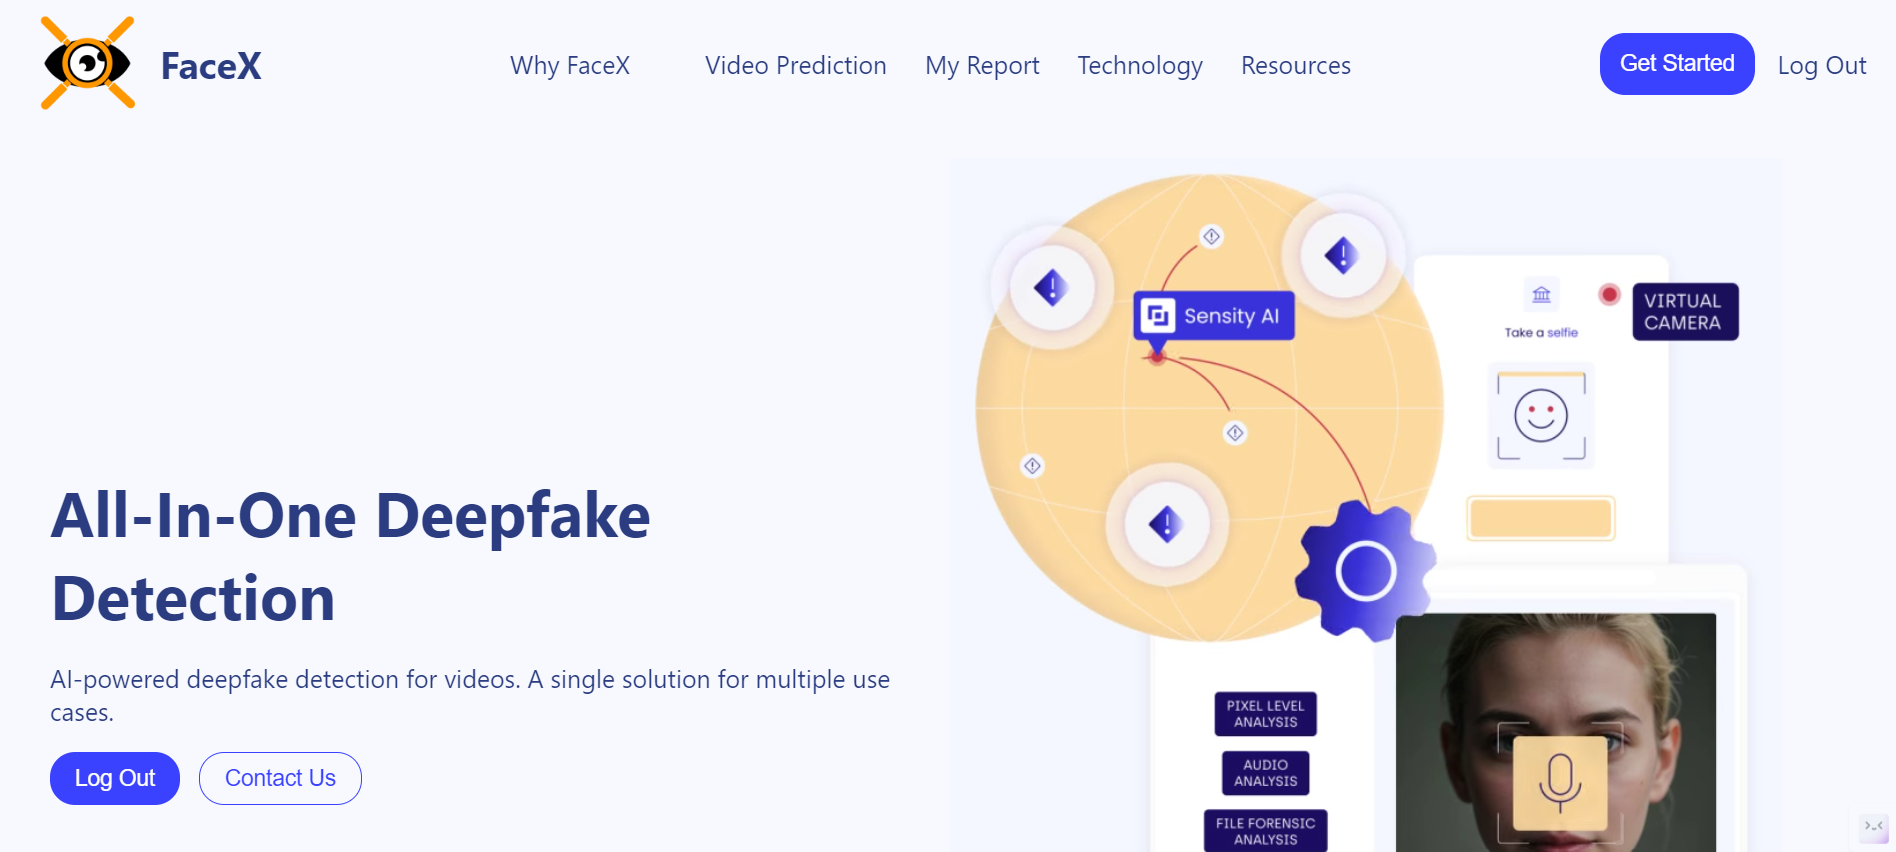 FaceX
Why FaceX
Video Prediction
My Report
Technology
Resources
Get Started
Log Out
All-In-One Deepfake
Detection
AI-powered deepfake detection for videos. A single solution for multiple use
cases.
Log Out
Contact Us
Sensity AI
Take a selfie
VIRTUAL
CAMERA
PIXEL LEVEL
ANALYSIS
AUDIO
ANALYSIS
FILE FORENSIC
ANALYSIS